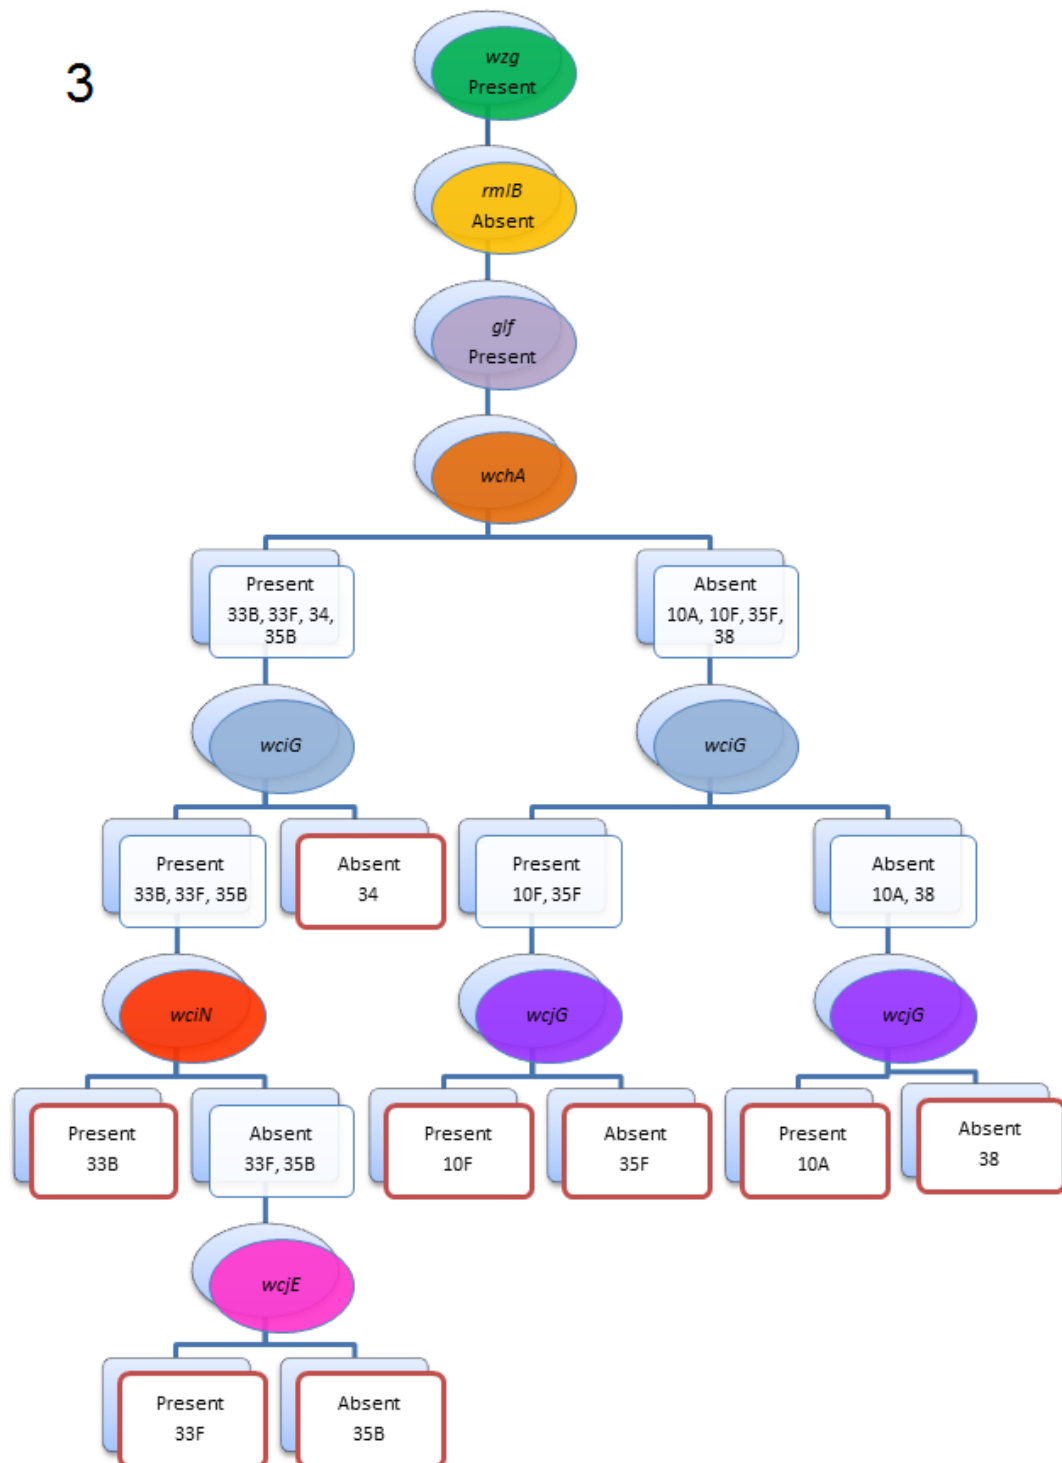 3
wzg
Present
rmlB
Absent
glf
Present
wchA
Present
33B, 33F, 34,
35B
Absent
10A, 10F, 35F,
38
wciG
wciG
Present
33B, 33F, 35B
Absent
34
Present
10F, 35F
Absent
10A, 38
wciN
wcjG
wcjG
Present
33B
Absent
33F, 35B
Present
10F
Absent
35F
Present
10A
Absent
38
wcjE
Present
33F
Absent
35B